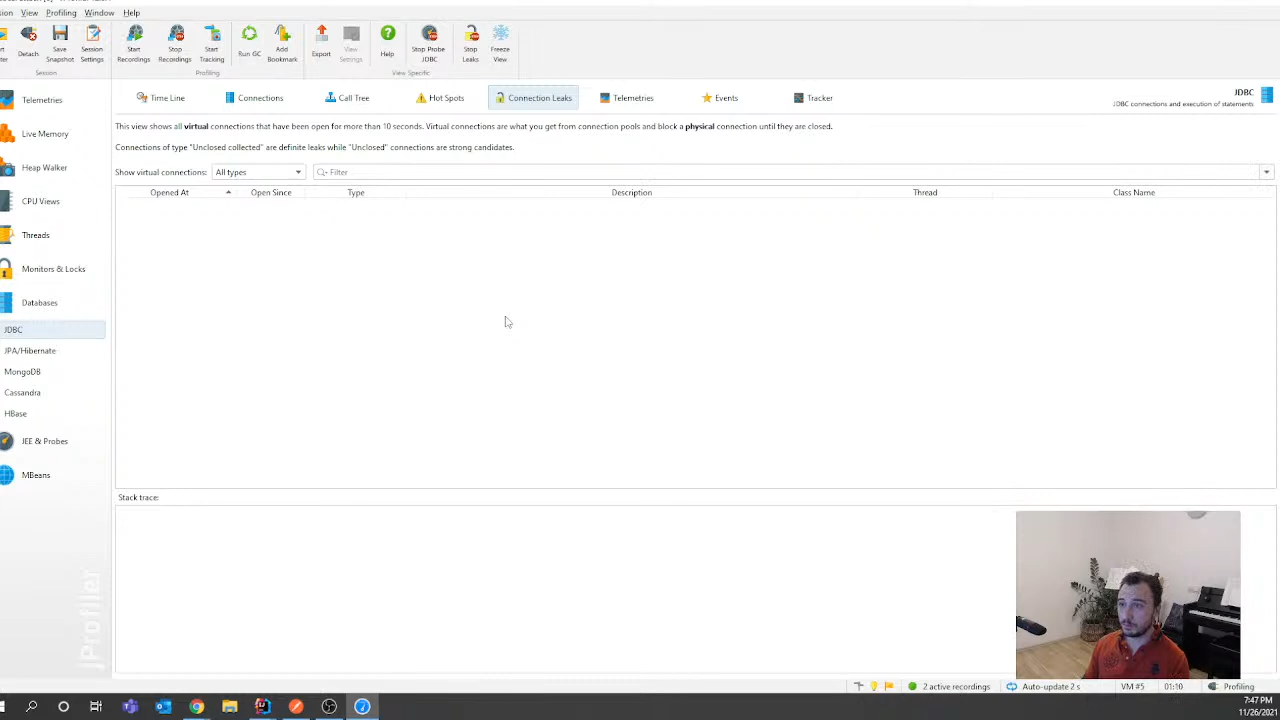 View Profiling Window Help
Detach
Save Snapshot
Session Settings
Start Recordings
Stop Recordings
Start Tracking
Run GC
Add Bookmark
Export
View Settings
Help
Stop Probe JDBC
Stop Leaks
Freeze View
Session
Profiling
View Specific
Telemetries
Live Memory
Heap Walker
CPU Views
Threads
Monitors & Locks
Databases
JDBC
JPA/Hibernate
MongoDB
Cassandra
HBase
JEE & Probes
MBeans
JProfiler
Time Line Connections Call Tree Hot Spots Connection Leaks Telemetries Events Tracker
JDBC
JDBC connections and execution of statements
This view shows all virtual connections that have been open for more than 10 seconds. Virtual connections are what you get from connection pools and block a physical connection until they are closed.
Connections of type "Unclosed collected" are definite leaks while "Unclosed" connections are strong candidates.
Show virtual connections: All types Filter
Opened At Open Since Type Description Thread Class Name
Stack trace:
2 active recordings Auto-update 2 s VM #5 01:10 Profiling
7:47 PM
11/26/2021